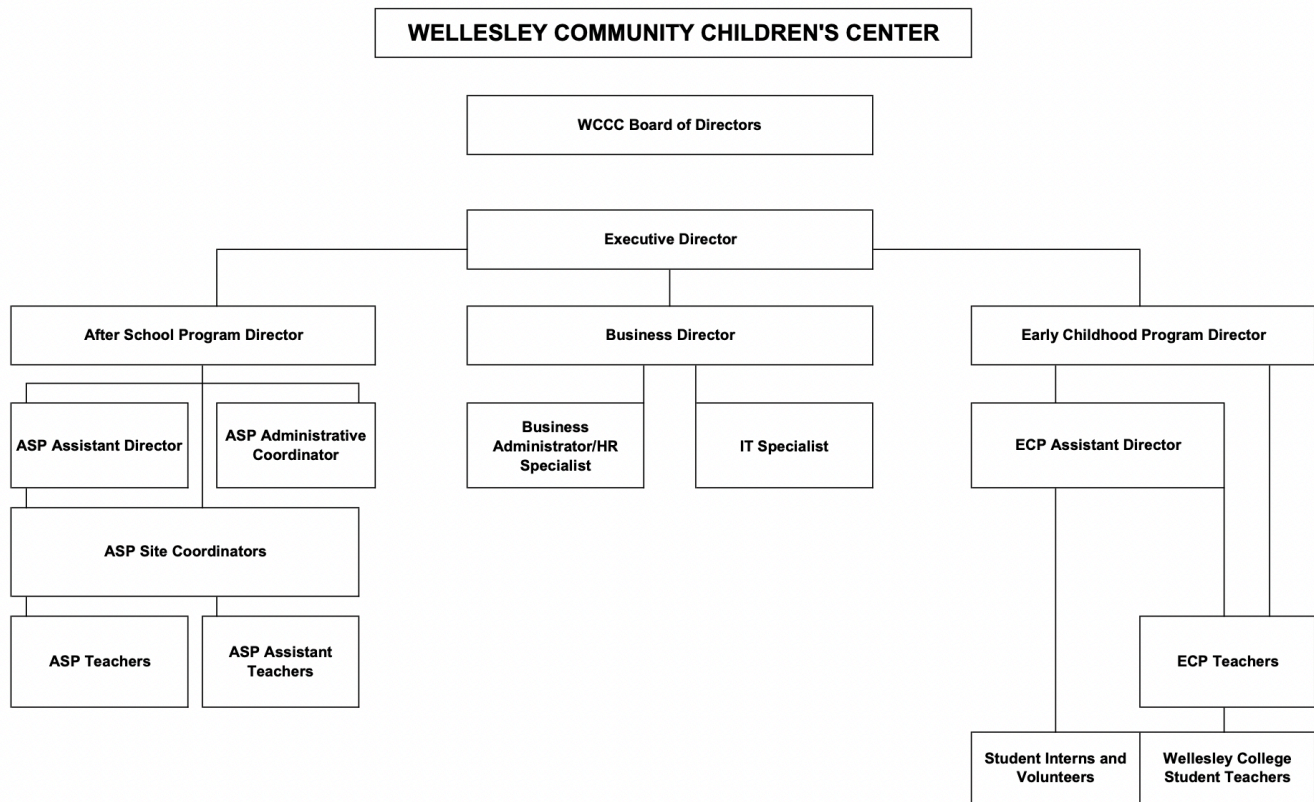 WELLESLEY COMMUNITY CHILDREN'S CENTER
WCCC Board of Directors
Executive Director
After School Program Director
Business Director
Early Childhood Program Director
ASP Assistant Director
ASP Administrative
Coordinator
Business
Administrator/HR
Specialist
IT Specialist
ECP Assistant Director
ASP Site Coordinators
ASP Teachers
ASP Assistant
Teachers
ECP Teachers
Student Interns and
Volunteers
Wellesley College
Student Teachers